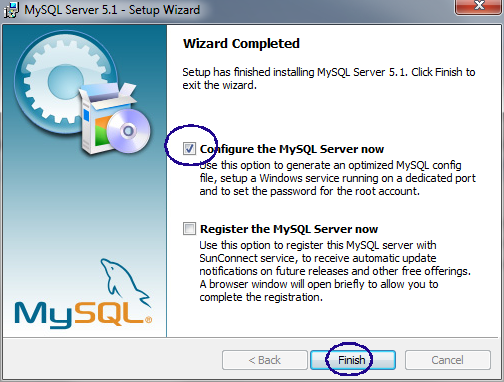 MySQL Server 5.1 - Setup Wizard
Wizard Completed
Setup has finished installing MySQL Server 5.1. Click Finish to
exit the wizard.
Configure the MySQL Server now
Use this option to generate an optimized MySQL config
file, setup a Windows service running on a dedicated port
and to set the password for the root account.
Register the MySQL Server now
Use this option to register this MySQL server with
SunConnect service, to receive automatic update
notifications on future releases and other free offerings.
A browser window will open briefly to allow you to
complete the registration.
MySQL®
< Back
Finish
Cancel